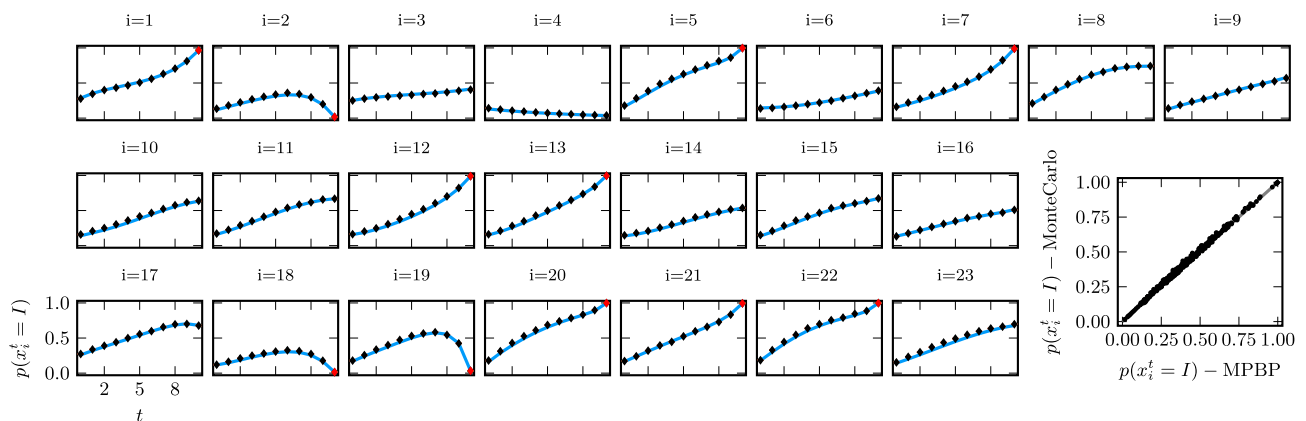 i=1 i=2 i=3 i=4 i=5 i=6 i=7 i=8 i=9
i=10 i=11 i=12 i=13 i=14 i=15 i=16
i=17 i=18 i=19 i=20 i=21 i=22 i=23
p(x_i^t = I)
1.0
0.5
0.0
2 5 8
t
p(x_i^t = I) − MonteCarlo
1.00
0.75
0.50
0.25
0.00
0.00 0.25 0.50 0.75 1.00
p(x_i^t = I) − MPBP